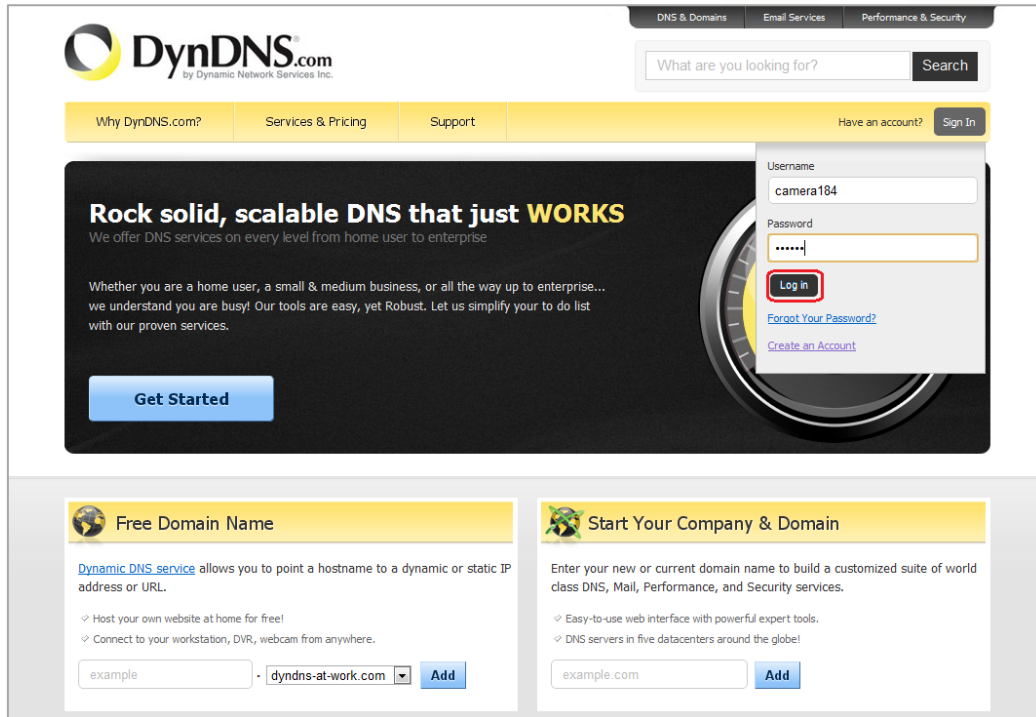 DNS & Domains Email Services Performance & Security
DynDNS.com
by Dynamic Network Services Inc.
What are you looking for? Search
Why DynDNS.com? Services & Pricing Support Have an account? Sign In
Username
camera184
Password
••••••
Log in
Forgot Your Password?
Create an Account
Rock solid, scalable DNS that just WORKS
We offer DNS services on every level from home user to enterprise
Whether you are a home user, a small & medium business, or all the way up to enterprise...
we understand you are busy! Our tools are easy, yet Robust. Let us simplify your to do list
with our proven services.
Get Started
Free Domain Name
Dynamic DNS service allows you to point a hostname to a dynamic or static IP
address or URL.
Host your own website at home for free!
Connect to your workstation, DVR, webcam from anywhere.
example - dyndns-at-work.com Add
Start Your Company & Domain
Enter your new or current domain name to build a customized suite of world
class DNS, Mail, Performance, and Security services.
Easy-to-use web interface with powerful expert tools.
DNS servers in five datacenters around the globe!
example.com Add